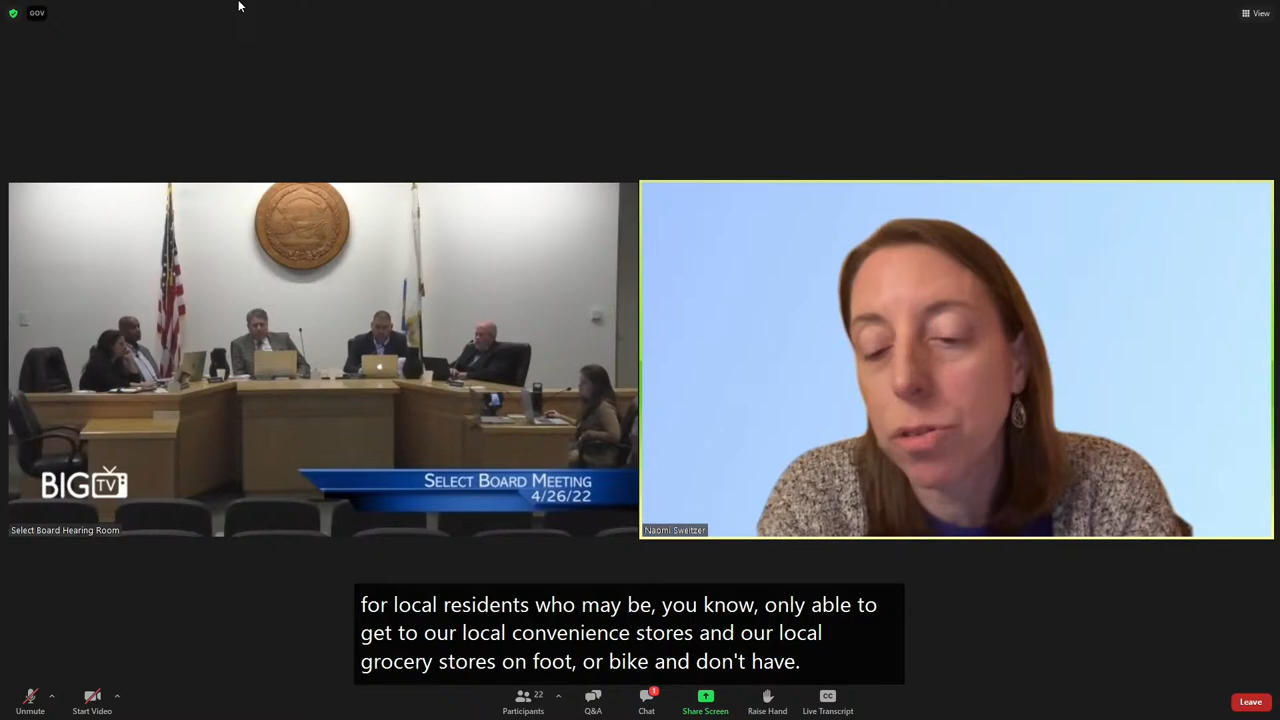 GOV
View
BIG TV
SELECT BOARD MEETING
4/26/22
Select Board Hearing Room
Naomi Sweitzer
for local residents who may be, you know, only able to
get to our local convenience stores and our local
grocery stores on foot, or bike and don't have.
Unmute
Start Video
22
Participants
Q&A
1
Chat
Share Screen
Raise Hand
CC
Live Transcript
Leave